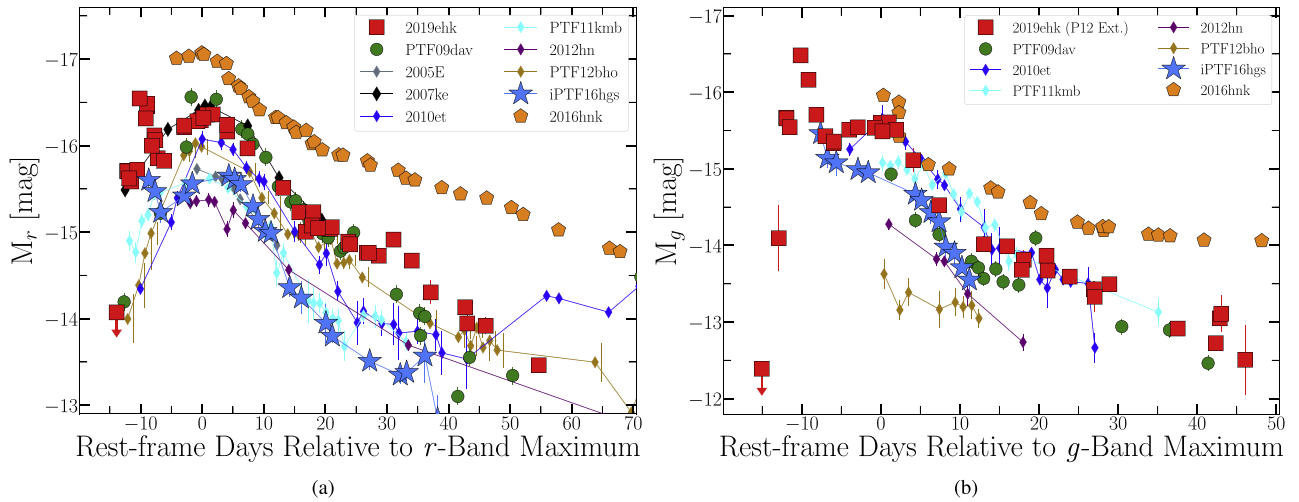 −17
−16
−15
−14
−13
M_r [mag]
2019ehk
PTF09dav
2005E
2007ke
2010et
PTF11kmb
2012hn
PTF12bho
iPTF16hgs
2016hnk
−10 0 10 20 30 40 50 60 70
Rest-frame Days Relative to r-Band Maximum
(a)
−17
−16
−15
−14
−13
−12
M_g [mag]
2019ehk (P12 Ext.)
PTF09dav
2010et
PTF11kmb
2012hn
PTF12bho
iPTF16hgs
2016hnk
−10 0 10 20 30 40 50
Rest-frame Days Relative to g-Band Maximum
(b)